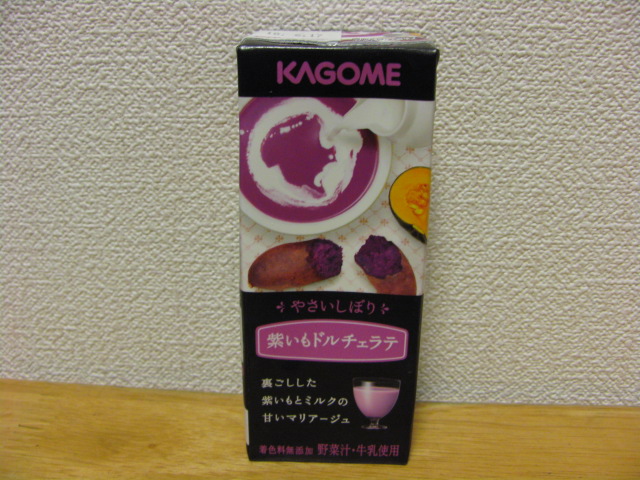 KAGOME
やさいしぼり
紫いもドルチェラテ
裏ごしした
紫いもとミルクの
甘いマリアージュ
着色料無添加 野菜汁・牛乳使用